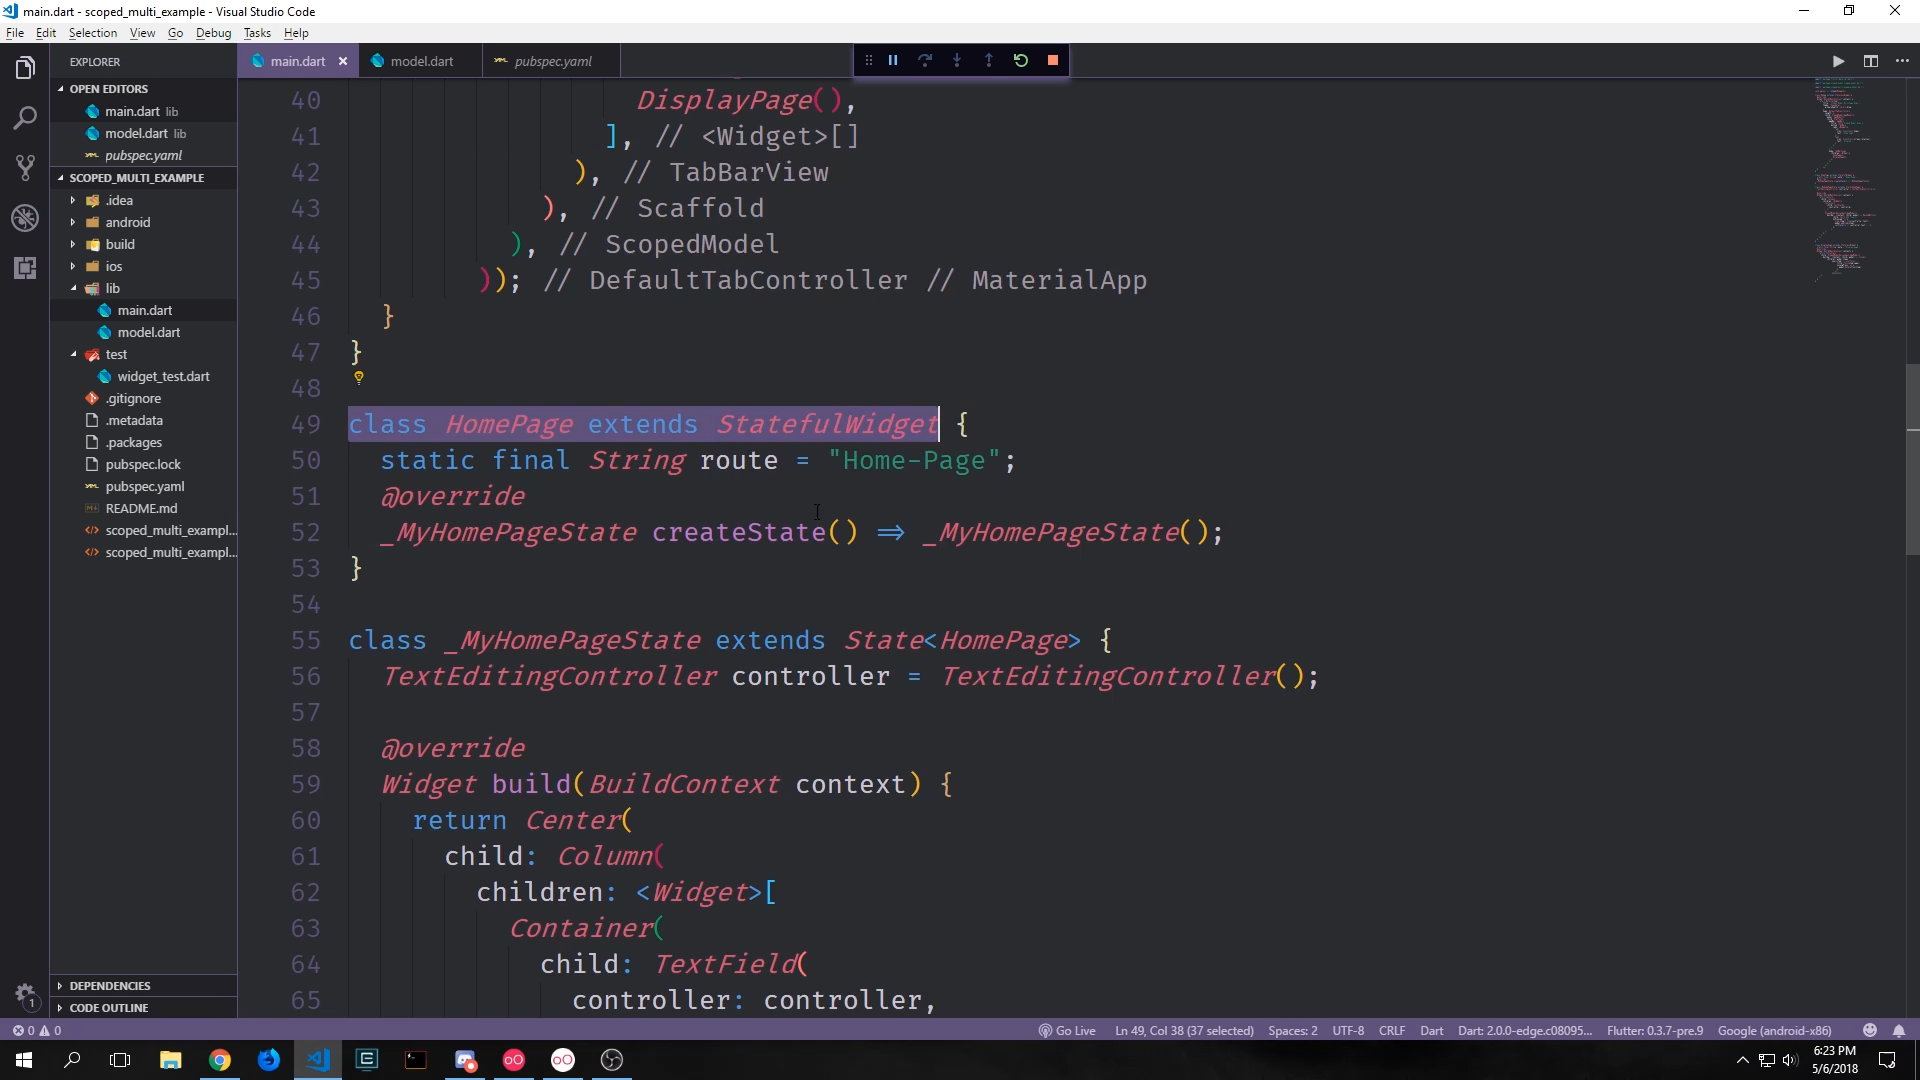 main.dart - scoped_multi_example - Visual Studio Code
File Edit Selection View Go Debug Tasks Help
EXPLORER
main.dart
model.dart
pubspec.yaml
OPEN EDITORS
main.dart lib
model.dart lib
pubspec.yaml
SCOPED_MULTI_EXAMPLE
.idea
android
build
ios
lib
main.dart
model.dart
test
widget_test.dart
.gitignore
.metadata
.packages
pubspec.lock
pubspec.yaml
README.md
scoped_multi_exampl...
scoped_multi_exampl...
DEPENDENCIES
CODE OUTLINE
40 DisplayPage(),
41 ], // <Widget>[]
42 ), // TabBarView
43 ), // Scaffold
44 ), // ScopedModel
45 )); // DefaultTabController // MaterialApp
46 }
47 }
48
49 class HomePage extends StatefulWidget {
50 static final String route = "Home-Page";
51 @override
52 _MyHomePageState createState() => _MyHomePageState();
53 }
54
55 class _MyHomePageState extends State<HomePage> {
56 TextEditingController controller = TextEditingController();
57
58 @override
59 Widget build(BuildContext context) {
60 return Center(
61 child: Column(
62 children: <Widget>[
63 Container(
64 child: TextField(
65 controller: controller,
1
0 0
Go Live
Ln 49, Col 38 (37 selected)
Spaces: 2
UTF-8
CRLF
Dart
Dart: 2.0.0-edge.c08095...
Flutter: 0.3.7-pre.9
Google (android-x86)
6:23 PM
5/6/2018